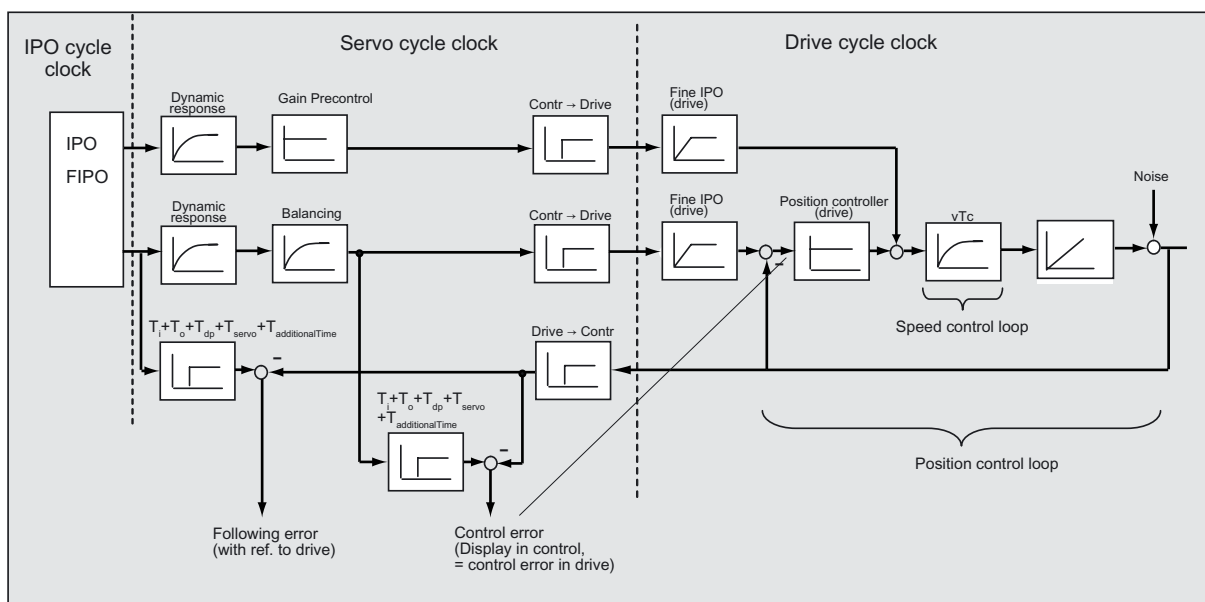 IPO cycle
clock
Servo cycle clock
Drive cycle clock
IPO
FIPO
Dynamic
response
Gain Precontrol
Contr → Drive
Fine IPO
(drive)
Noise
Dynamic
response
Balancing
Contr → Drive
Fine IPO
(drive)
Position controller
(drive)
vTc
–
Speed control loop
Ti+To+Tdp+Tservo+TadditionalTime
–
Drive → Contr
Ti+To+Tdp+Tservo
+TadditionalTime
–
Position control loop
Following error
(with ref. to drive)
Control error
(Display in control,
= control error in drive)